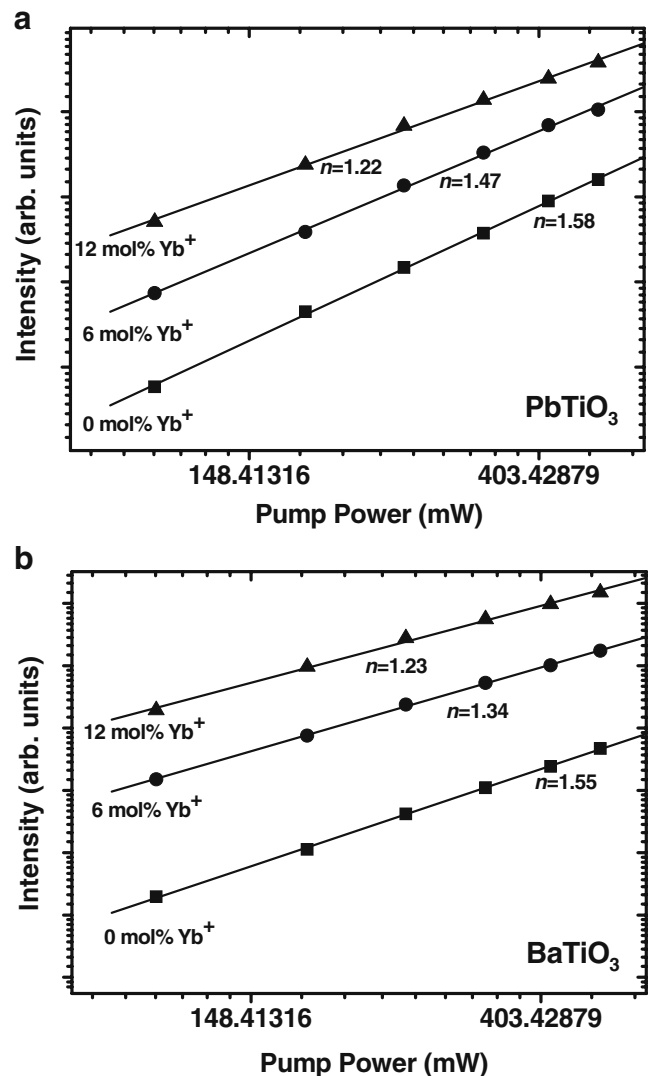 a
Intensity (arb. units)
n=1.22
n=1.47
n=1.58
12 mol% Yb⁺
6 mol% Yb⁺
0 mol% Yb⁺
PbTiO₃
148.41316
403.42879
Pump Power (mW)
b
Intensity (arb. units)
n=1.23
n=1.34
n=1.55
12 mol% Yb⁺
6 mol% Yb⁺
0 mol% Yb⁺
BaTiO₃
148.41316
403.42879
Pump Power (mW)